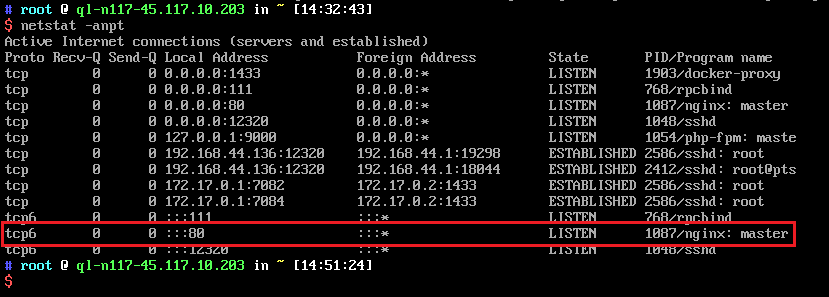 # root @ ql-n117-45.117.10.203 in ~ [14:32:43]
$ netstat -anpt
Active Internet connections (servers and established)
Proto Recv-Q Send-Q Local Address           Foreign Address         State       PID/Program name
tcp        0      0 0.0.0.0:1433            0.0.0.0:*               LISTEN      1903/docker-proxy
tcp        0      0 0.0.0.0:111             0.0.0.0:*               LISTEN      768/rpcbind
tcp        0      0 0.0.0.0:80              0.0.0.0:*               LISTEN      1087/nginx: master
tcp        0      0 0.0.0.0:12320           0.0.0.0:*               LISTEN      1048/sshd
tcp        0      0 127.0.0.1:9000          0.0.0.0:*               LISTEN      1054/php-fpm: maste
tcp        0      0 192.168.44.136:12320    192.168.44.1:19298      ESTABLISHED 2586/sshd: root
tcp        0      0 192.168.44.136:12320    192.168.44.1:18044      ESTABLISHED 2412/sshd: root@pts
tcp        0      0 172.17.0.1:7082         172.17.0.2:1433         ESTABLISHED 2586/sshd: root
tcp        0      0 172.17.0.1:7084         172.17.0.2:1433         ESTABLISHED 2586/sshd: root
tcp6       0      0 :::111                  :::*                    LISTEN      768/rpcbind
tcp6       0      0 :::80                   :::*                    LISTEN      1087/nginx: master
tcp6       0      0 :::12320                :::*                    LISTEN      1048/sshd
# root @ ql-n117-45.117.10.203 in ~ [14:51:24]
$